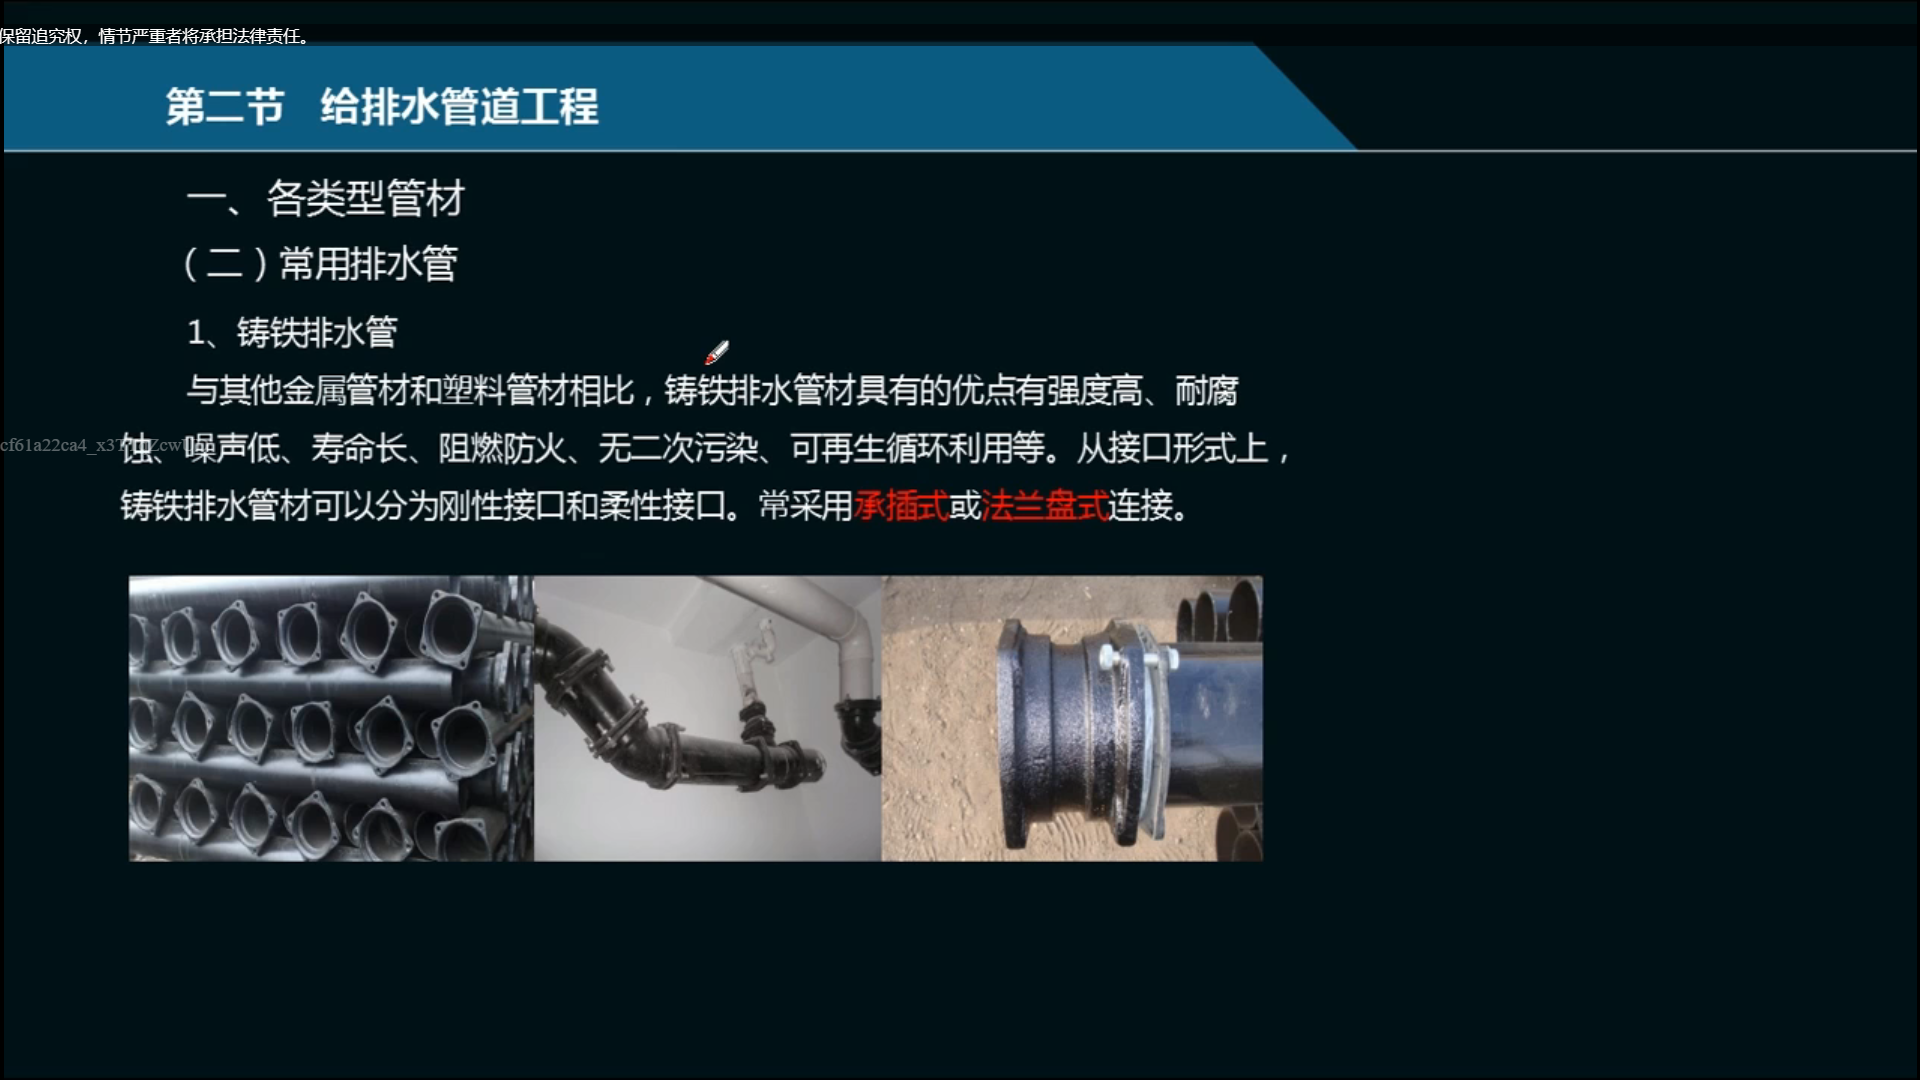 保留追究权，情节严重者将承担法律责任。
第二节 给排水管道工程
一、各类型管材
（二）常用排水管
1、铸铁排水管
与其他金属管材和塑料管材相比，铸铁排水管材具有的优点有强度高、耐腐
蚀、噪声低、寿命长、阻燃防火、无二次污染、可再生循环利用等。从接口形式上，
铸铁排水管材可以分为刚性接口和柔性接口。常采用承插式或法兰盘式连接。